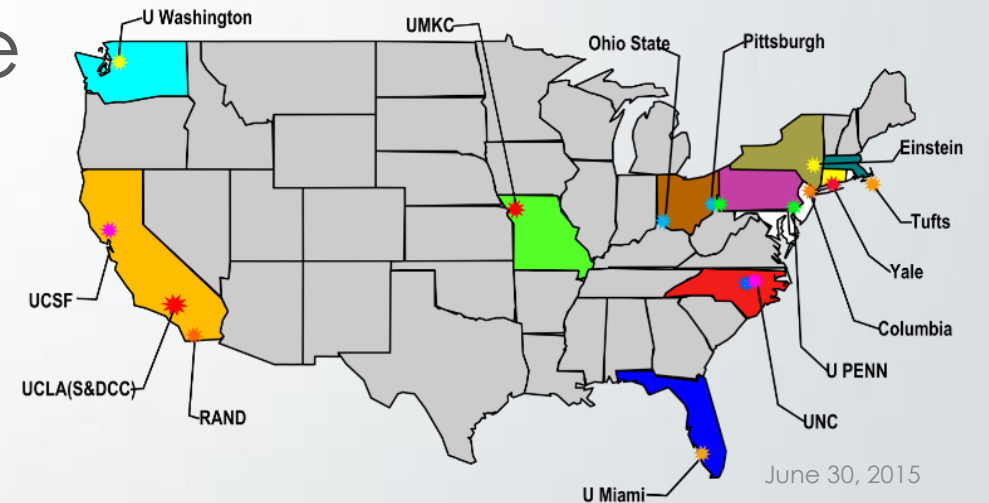 e
U Washington
UMKC
Ohio State
Pittsburgh
Einstein
Tufts
Yale
Columbia
U PENN
UNC
UCSF
UCLA(S&DCC)
RAND
U Miami
June 30, 2015